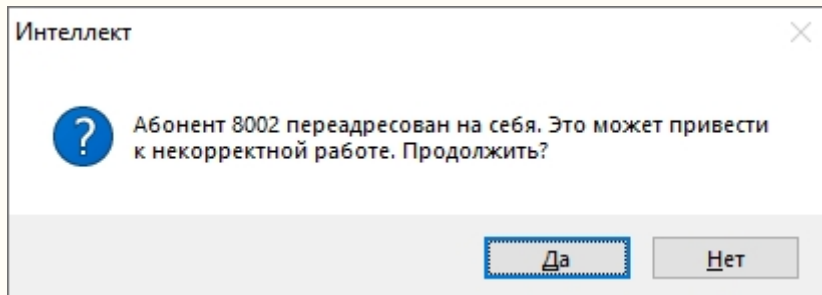 Интеллект
Абонент 8002 переадресован на себя. Это может привести
к некорректной работе. Продолжить?
Да
Нет